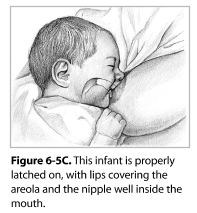 Figure 6-5C. This infant is properly
latched on, with lips covering the
areola and the nipple well inside the
mouth.